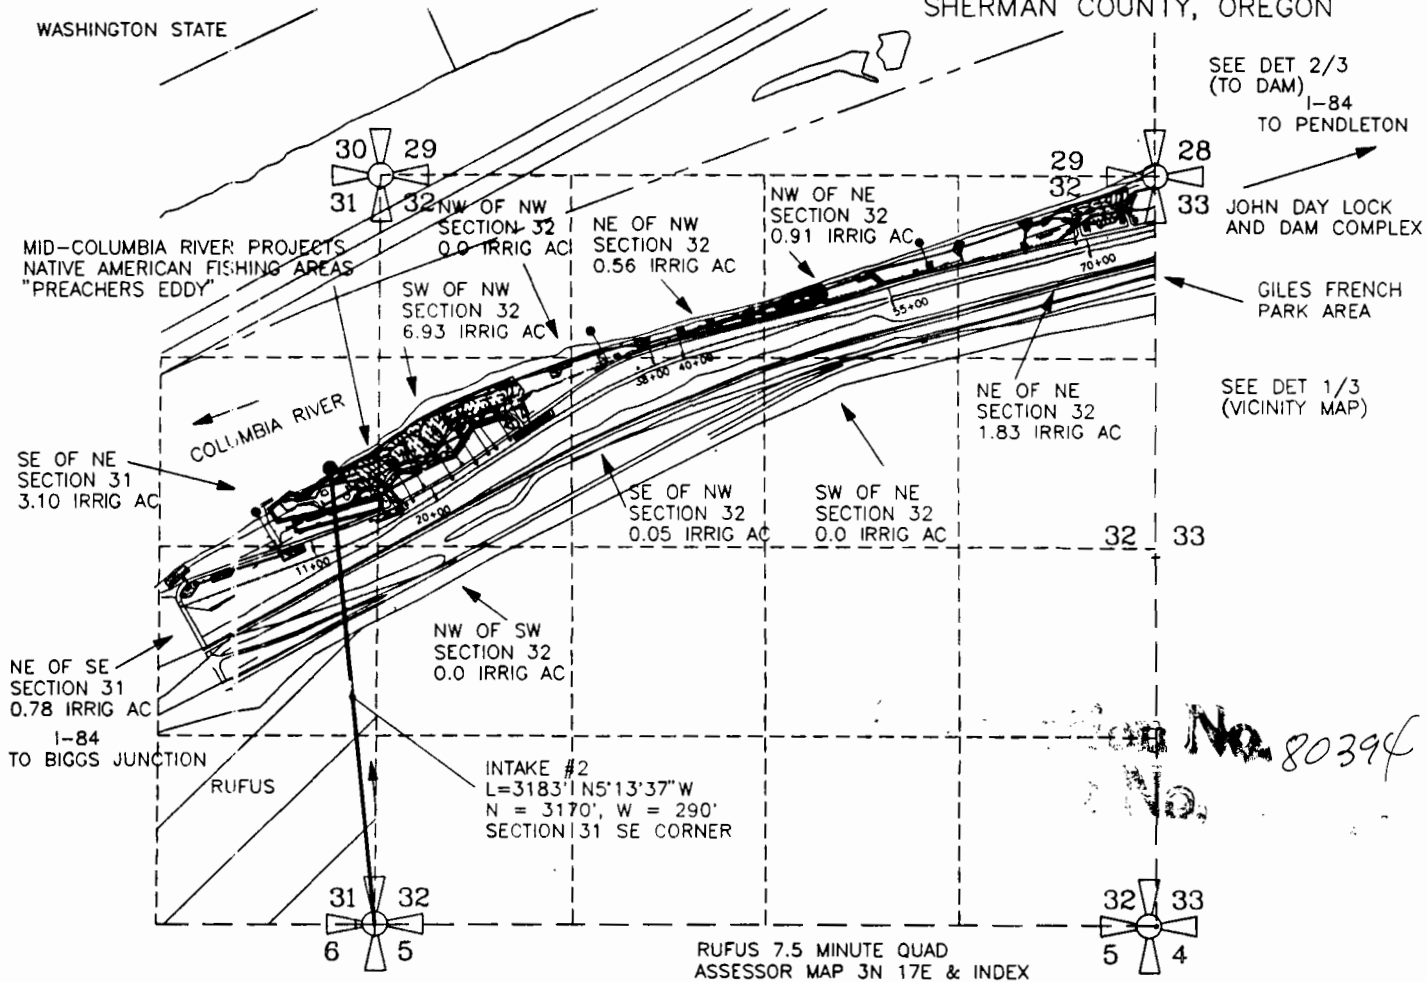 SHERMAN COUNTY, OREGON
WASHINGTON STATE
SEE DET 2/3
(TO DAM)
I-84
TO PENDLETON
30 29
31 32
29
32
28
33
NW OF NW
SECTION 32
0.0 IRRIG AC
NE OF NW
SECTION 32
0.56 IRRIG AC
NW OF NE
SECTION 32
0.91 IRRIG AC
JOHN DAY LOCK
AND DAM COMPLEX
MID-COLUMBIA RIVER PROJECTS
NATIVE AMERICAN FISHING AREAS
"PREACHERS EDDY"
SW OF NW
SECTION 32
6.93 IRRIG AC
70+00
55+00
GILES FRENCH
PARK AREA
38+00
40+00
NE OF NE
SECTION 32
1.83 IRRIG AC
SEE DET 1/3
(VICINITY MAP)
COLUMBIA RIVER
SE OF NE
SECTION 31
3.10 IRRIG AC
20+00
11+00
SE OF NW
SECTION 32
0.05 IRRIG AC
SW OF NE
SECTION 32
0.0 IRRIG AC
32 33
NW OF SW
SECTION 32
0.0 IRRIG AC
NE OF SE
SECTION 31
0.78 IRRIG AC
I-84
TO BIGGS JUNCTION
RUFUS
INTAKE #2
L=3183' N5°13'37"W
N = 3170', W = 290'
SECTION 31 SE CORNER
No. 80394
No.
31 32
6 5
32 33
5 4
RUFUS 7.5 MINUTE QUAD
ASSESSOR MAP 3N 17E & INDEX